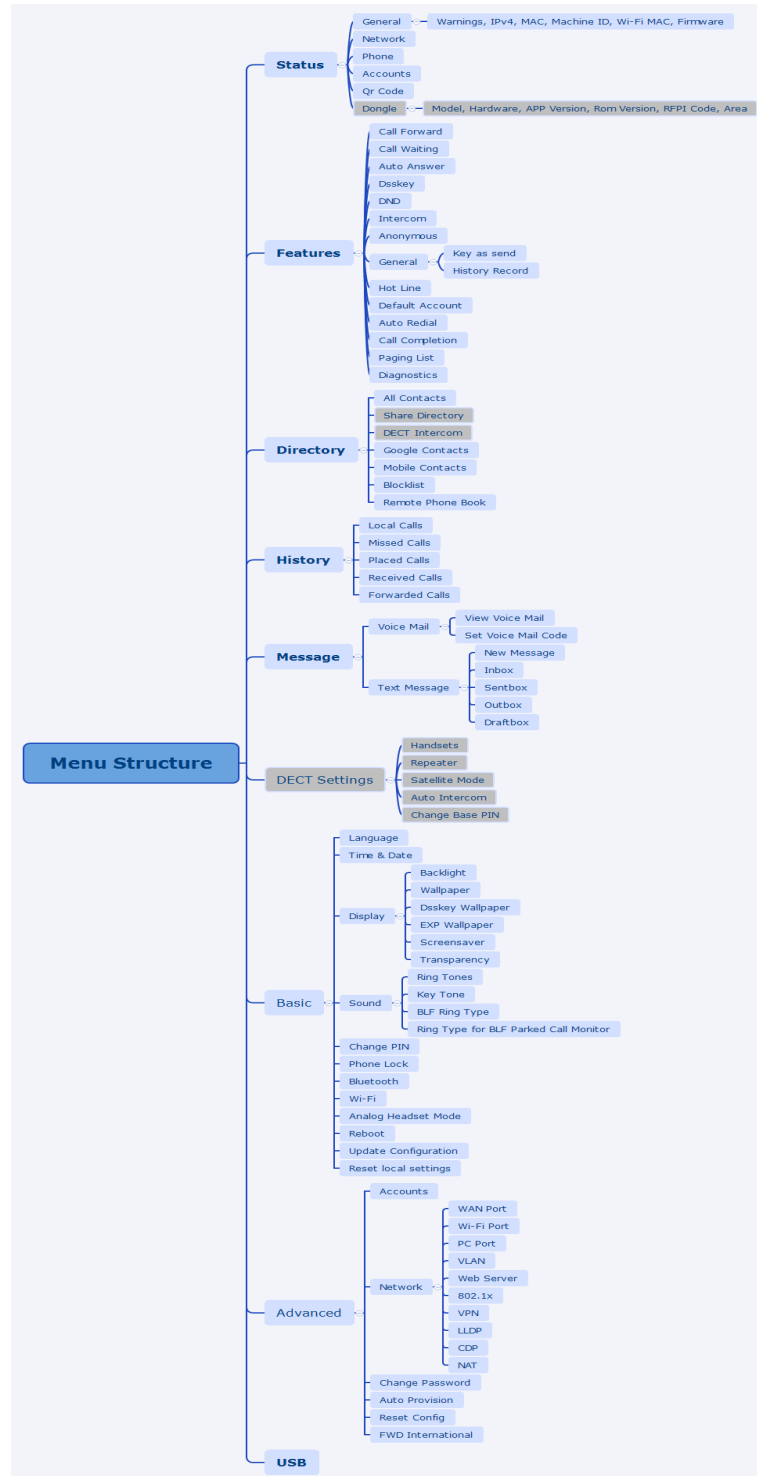 Menu Structure
Status
General
Warnings, IPv4, MAC, Machine ID, Wi-Fi MAC, Firmware
Network
Phone
Accounts
Qr Code
Dongle
Model, Hardware, APP Version, Rom Version, RFPI Code, Area
Features
Call Forward
Call Waiting
Auto Answer
Dsskey
DND
Intercom
Anonymous
General
Key as send
History Record
Hot Line
Default Account
Auto Redial
Call Completion
Paging List
Diagnostics
Directory
All Contacts
Share Directory
DECT Intercom
Google Contacts
Mobile Contacts
Blocklist
Remote Phone Book
History
Local Calls
Missed Calls
Placed Calls
Received Calls
Forwarded Calls
Message
Voice Mail
View Voice Mail
Set Voice Mail Code
Text Message
New Message
Inbox
Sentbox
Outbox
Draftbox
DECT Settings
Handsets
Repeater
Satellite Mode
Auto Intercom
Change Base PIN
Basic
Language
Time & Date
Display
Backlight
Wallpaper
Dsskey Wallpaper
EXP Wallpaper
Screensaver
Transparency
Sound
Ring Tones
Key Tone
BLF Ring Type
Ring Type for BLF Parked Call Monitor
Change PIN
Phone Lock
Bluetooth
Wi-Fi
Analog Headset Mode
Reboot
Update Configuration
Reset local settings
Advanced
Accounts
Network
WAN Port
Wi-Fi Port
PC Port
VLAN
Web Server
802.1x
VPN
LLDP
CDP
NAT
Change Password
Auto Provision
Reset Config
FWD International
USB